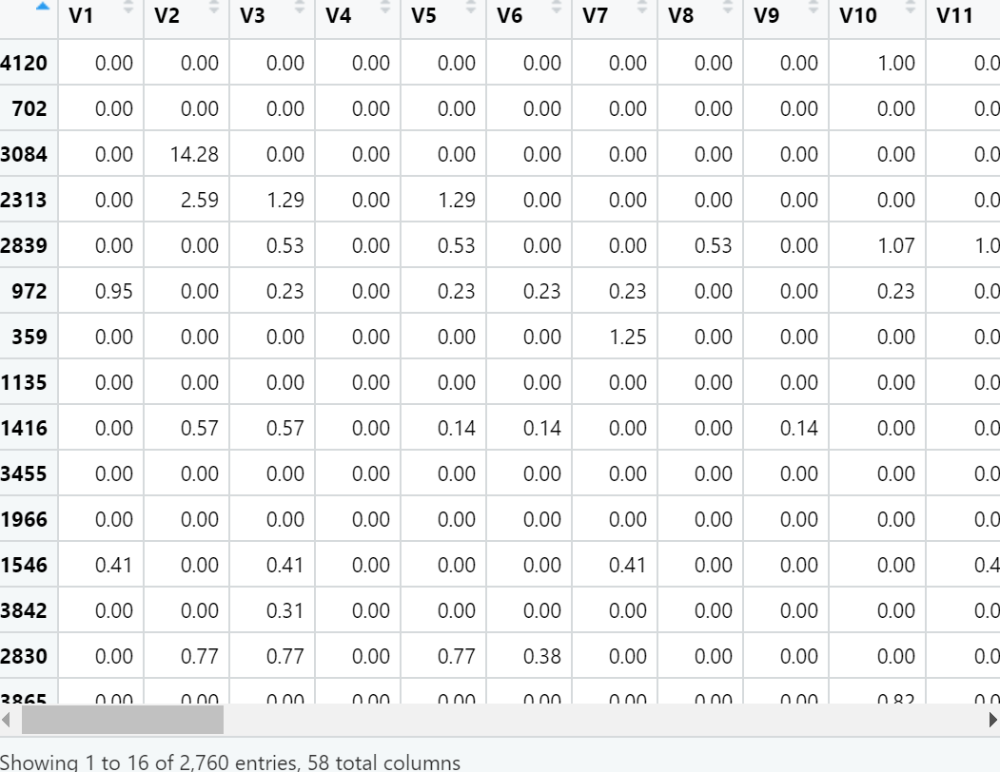 V1 V2 V3 V4 V5 V6 V7 V8 V9 V10 V11
4120 0.00 0.00 0.00 0.00 0.00 0.00 0.00 0.00 0.00 1.00 0.0
702 0.00 0.00 0.00 0.00 0.00 0.00 0.00 0.00 0.00 0.00 0.0
3084 0.00 14.28 0.00 0.00 0.00 0.00 0.00 0.00 0.00 0.00 0.0
2313 0.00 2.59 1.29 0.00 1.29 0.00 0.00 0.00 0.00 0.00 0.0
2839 0.00 0.00 0.53 0.00 0.53 0.00 0.00 0.53 0.00 1.07 1.0
972 0.95 0.00 0.23 0.00 0.23 0.23 0.23 0.00 0.00 0.23 0.0
359 0.00 0.00 0.00 0.00 0.00 0.00 1.25 0.00 0.00 0.00 0.0
1135 0.00 0.00 0.00 0.00 0.00 0.00 0.00 0.00 0.00 0.00 0.0
1416 0.00 0.57 0.57 0.00 0.14 0.14 0.00 0.00 0.14 0.00 0.0
3455 0.00 0.00 0.00 0.00 0.00 0.00 0.00 0.00 0.00 0.00 0.0
1966 0.00 0.00 0.00 0.00 0.00 0.00 0.00 0.00 0.00 0.00 0.0
1546 0.41 0.00 0.41 0.00 0.00 0.00 0.41 0.00 0.00 0.00 0.4
3842 0.00 0.00 0.31 0.00 0.00 0.00 0.00 0.00 0.00 0.00 0.0
2830 0.00 0.77 0.77 0.00 0.77 0.38 0.00 0.00 0.00 0.00 0.0
3865 0.00 0.00 0.00 0.00 0.00 0.00 0.00 0.00 0.00 0.82 0.0
Showing 1 to 16 of 2,760 entries, 58 total columns